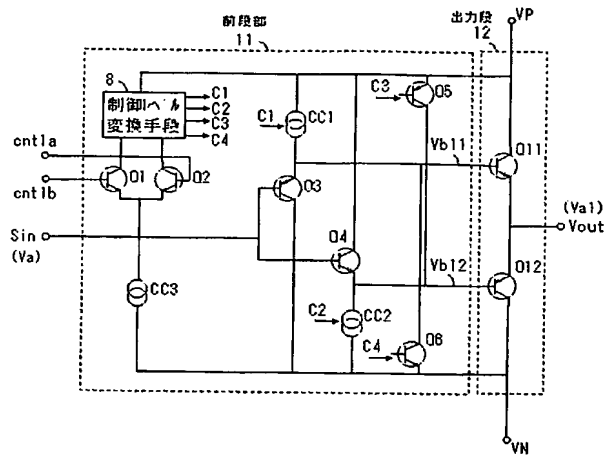 前段部
11
出力段
12
VP
8
制御レベル
変換手段
C1
C2
C3
C4
C1
CC1
C3
Q5
cnt1a
cnt1b
Q1
Q2
Q3
Vb11
Q11
Sin
(Va)
Q4
(Va1)
Vout
Vb12
Q12
CC3
C2
CC2
C4
Q6
VN